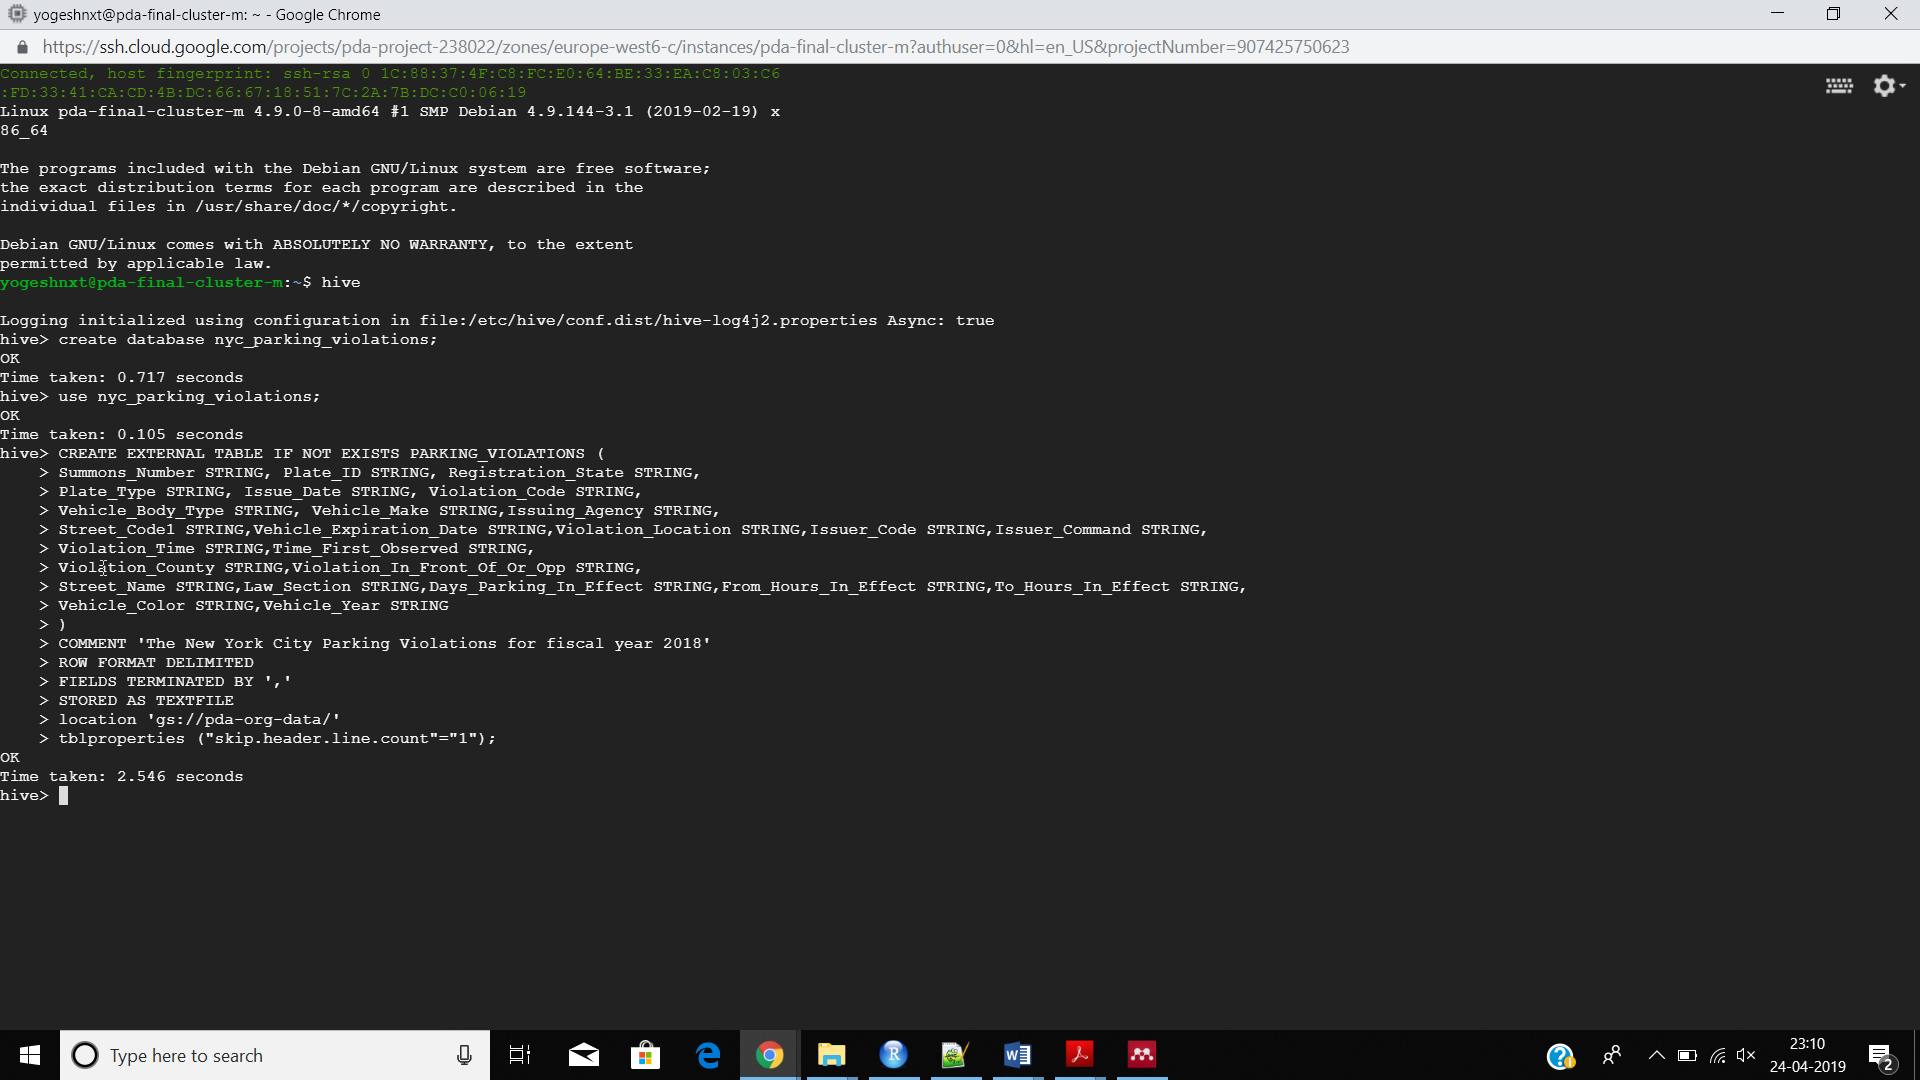 yogeshnxt@pda-final-cluster-m: ~ - Google Chrome
https://ssh.cloud.google.com/projects/pda-project-238022/zones/europe-west6-c/instances/pda-final-cluster-m?authuser=0&hl=en_US&projectNumber=907425750623
Connected, host fingerprint: ssh-rsa 0 1C:88:37:4F:C8:FC:E0:64:BE:33:EA:C8:03:C6
:FD:33:41:CA:CD:4B:DC:66:67:18:51:7C:2A:7B:DC:C0:06:19
Linux pda-final-cluster-m 4.9.0-8-amd64 #1 SMP Debian 4.9.144-3.1 (2019-02-19) x
86_64
The programs included with the Debian GNU/Linux system are free software;
the exact distribution terms for each program are described in the
individual files in /usr/share/doc/*/copyright.
Debian GNU/Linux comes with ABSOLUTELY NO WARRANTY, to the extent
permitted by applicable law.
yogeshnxt@pda-final-cluster-m:~$ hive
Logging initialized using configuration in file:/etc/hive/conf.dist/hive-log4j2.properties Async: true
hive> create database nyc_parking_violations;
OK
Time taken: 0.717 seconds
hive> use nyc_parking_violations;
OK
Time taken: 0.105 seconds
hive> CREATE EXTERNAL TABLE IF NOT EXISTS PARKING_VIOLATIONS (
> Summons_Number STRING, Plate_ID STRING, Registration_State STRING,
> Plate_Type STRING, Issue_Date STRING, Violation_Code STRING,
> Vehicle_Body_Type STRING, Vehicle_Make STRING,Issuing_Agency STRING,
> Street_Code1 STRING,Vehicle_Expiration_Date STRING,Violation_Location STRING,Issuer_Code STRING,Issuer_Command STRING,
> Violation_Time STRING,Time_First_Observed STRING,
> Violation_County STRING,Violation_In_Front_Of_Or_Opp STRING,
> Street_Name STRING,Law_Section STRING,Days_Parking_In_Effect STRING,From_Hours_In_Effect STRING,To_Hours_In_Effect STRING,
> Vehicle_Color STRING,Vehicle_Year STRING
> )
> COMMENT 'The New York City Parking Violations for fiscal year 2018'
> ROW FORMAT DELIMITED
> FIELDS TERMINATED BY ','
> STORED AS TEXTFILE
> location 'gs://pda-org-data/'
> tblproperties ("skip.header.line.count"="1");
OK
Time taken: 2.546 seconds
hive>
Type here to search
23:10
24-04-2019
2